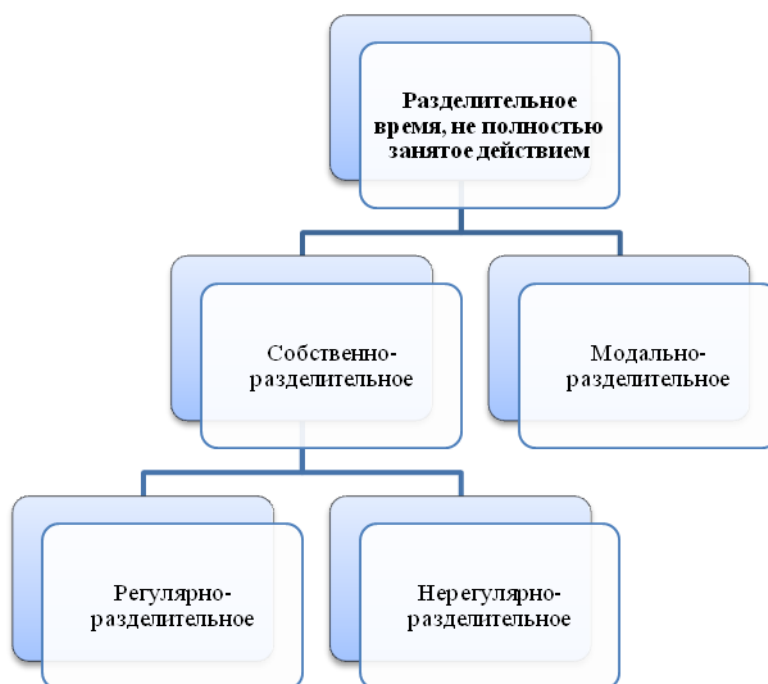 Разделительное
время, не полностью
занятое действием
Собственно-
разделительное
Модально-
разделительное
Регулярно-
разделительное
Нерегулярно-
разделительное